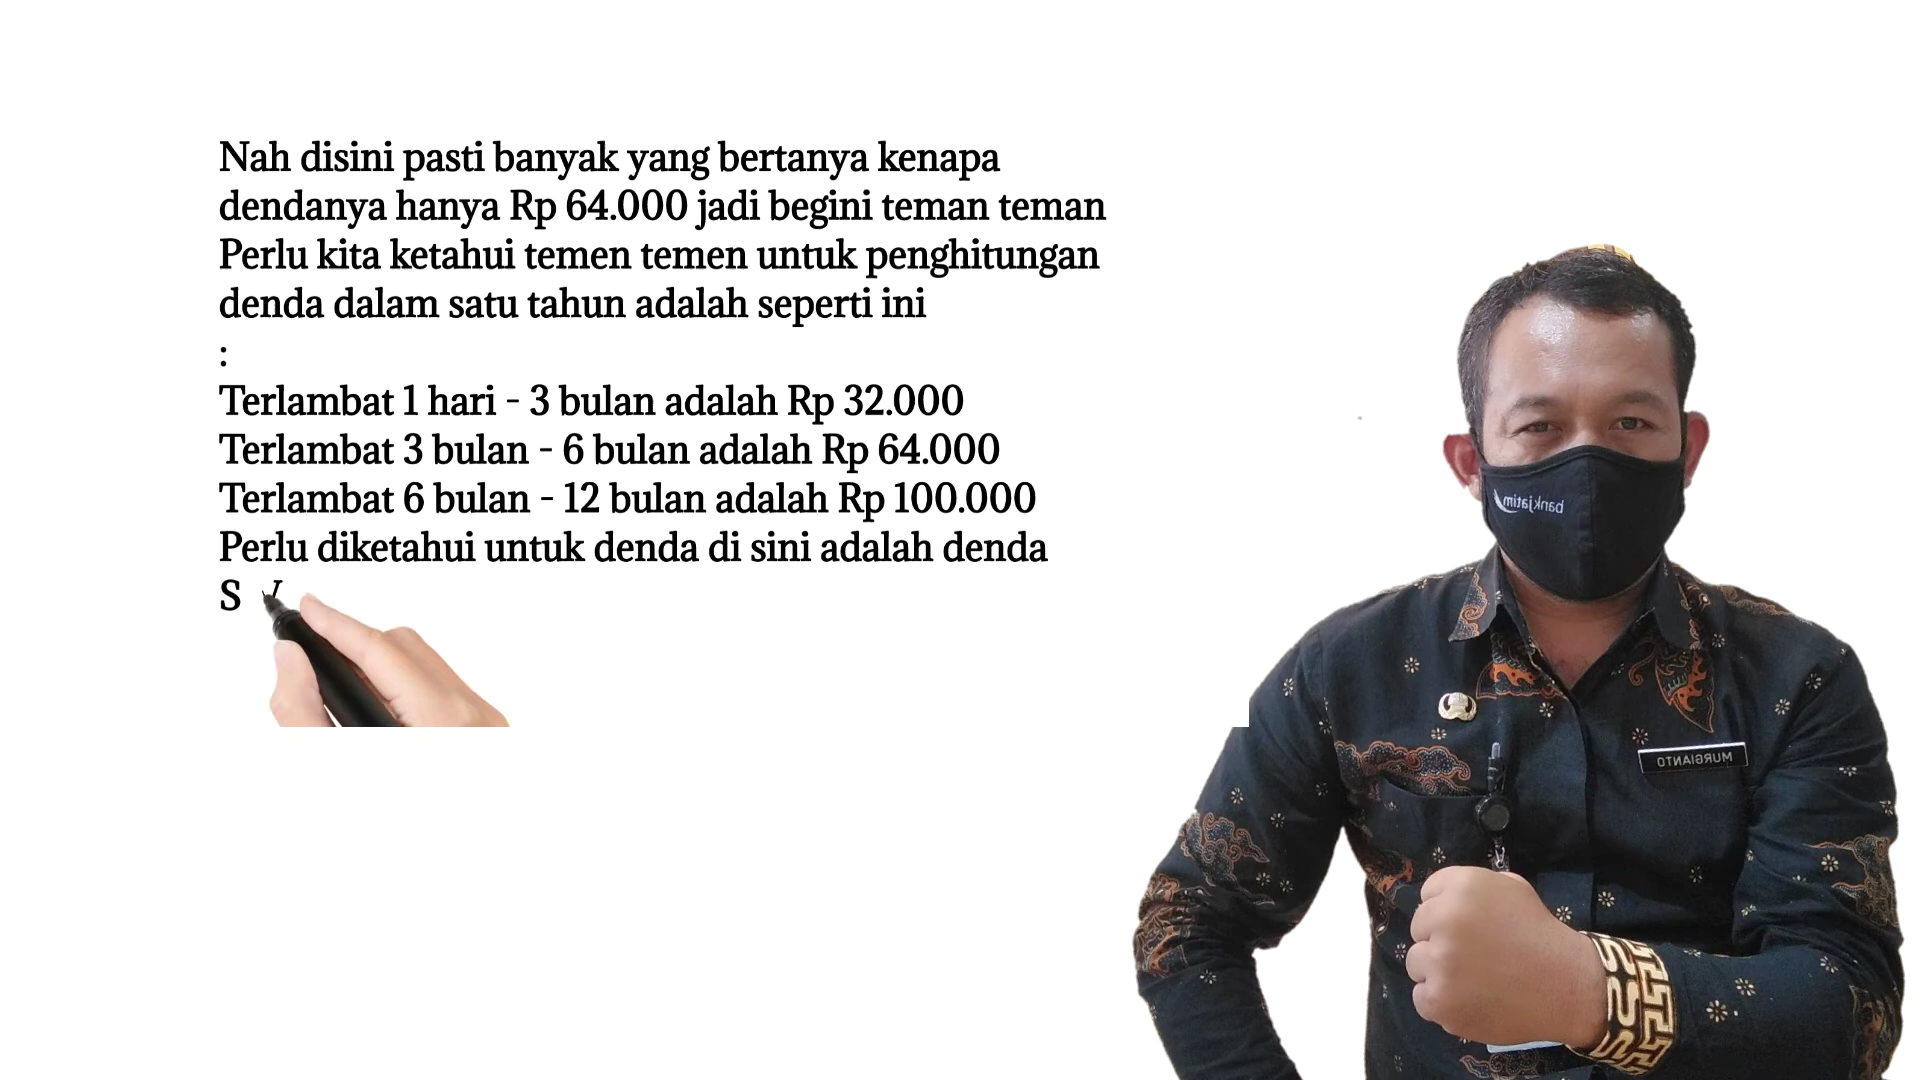 Nah disini pasti banyak yang bertanya kenapa
dendanya hanya Rp 64.000 jadi begini teman teman
Perlu kita ketahui temen temen untuk penghitungan
denda dalam satu tahun adalah seperti ini
:
Terlambat 1 hari - 3 bulan adalah Rp 32.000
Terlambat 3 bulan - 6 bulan adalah Rp 64.000
Terlambat 6 bulan - 12 bulan adalah Rp 100.000
Perlu diketahui untuk denda di sini adalah denda
S
bankjatim
MURGIANTO